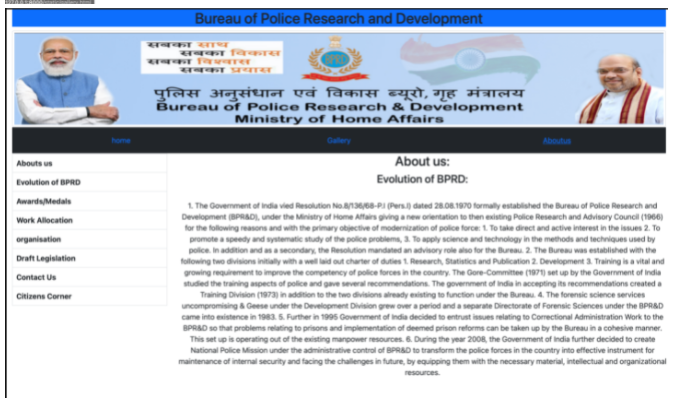 Bureau of Police Research and Development
सबका साथ
सबका विकास
सबका विश्वास
सबका प्रयास
पुलिस अनुसंधान एवं विकास ब्यूरो, गृह मंत्रालय
Bureau of Police Research & Development
Ministry of Home Affairs
home
Gallery
Aboutus
Abouts us
Evolution of BPRD
Awards/Medals
Work Allocation
organisation
Draft Legislation
Contact Us
Citizens Corner
About us:
Evolution of BPRD:
1. The Government of India vied Resolution No.8/136/68-P.I (Pers.I) dated 28.08.1970 formally established the Bureau of Police Research and
Development (BPR&D), under the Ministry of Home Affairs giving a new orientation to then existing Police Research and Advisory Council (1966)
for the following reasons and with the primary objective of modernization of police force: 1. To take direct and active interest in the issues 2. To
promote a speedy and systematic study of the police problems, 3. To apply science and technology in the methods and techniques used by
police. In addition and as a secondary, the Resolution mandated an advisory role also for the Bureau. 2. The Bureau was established with the
following two divisions initially with a well laid out charter of duties 1. Research, Statistics and Publication 2. Development 3. Training is a vital and
growing requirement to improve the competency of police forces in the country. The Gore-Committee (1971) set up by the Government of India
studied the training aspects of police and gave several recommendations. The government of India in accepting its recommendations created a
Training Division (1973) in addition to the two divisions already existing to function under the Bureau. 4. The forensic science services
uncompromising & Geese under the Development Division grew over a period and a separate Directorate of Forensic Sciences under the BPR&D
came into existence in 1983. 5. Further in 1995 Government of India decided to entrust issues relating to Correctional Administration Work to the
BPR&D so that problems relating to prisons and implementation of deemed prison reforms can be taken up by the Bureau in a cohesive manner.
This set up is operating out of the existing manpower resources. 6. During the year 2008, the Government of India further decided to create
National Police Mission under the administrative control of BPR&D to transform the police forces in the country into effective instrument for
maintenance of internal security and facing the challenges in future, by equipping them with the necessary material, intellectual and organizational
resources.